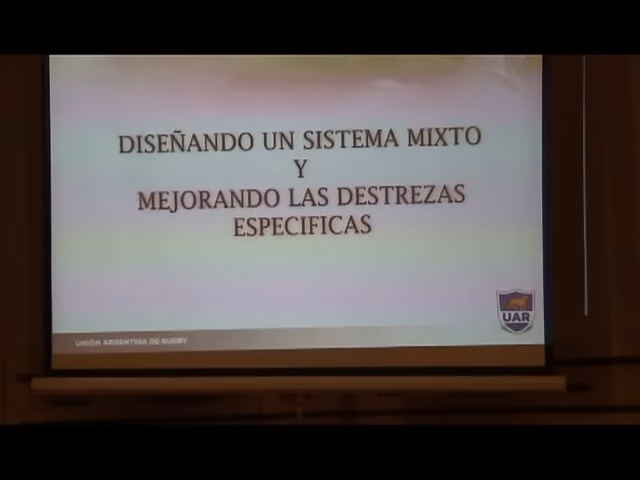 DISEÑANDO UN SISTEMA MIXTO
Y
MEJORANDO LAS DESTREZAS
ESPECIFICAS
UAR
UNIÓN ARGENTINA DE RUGBY